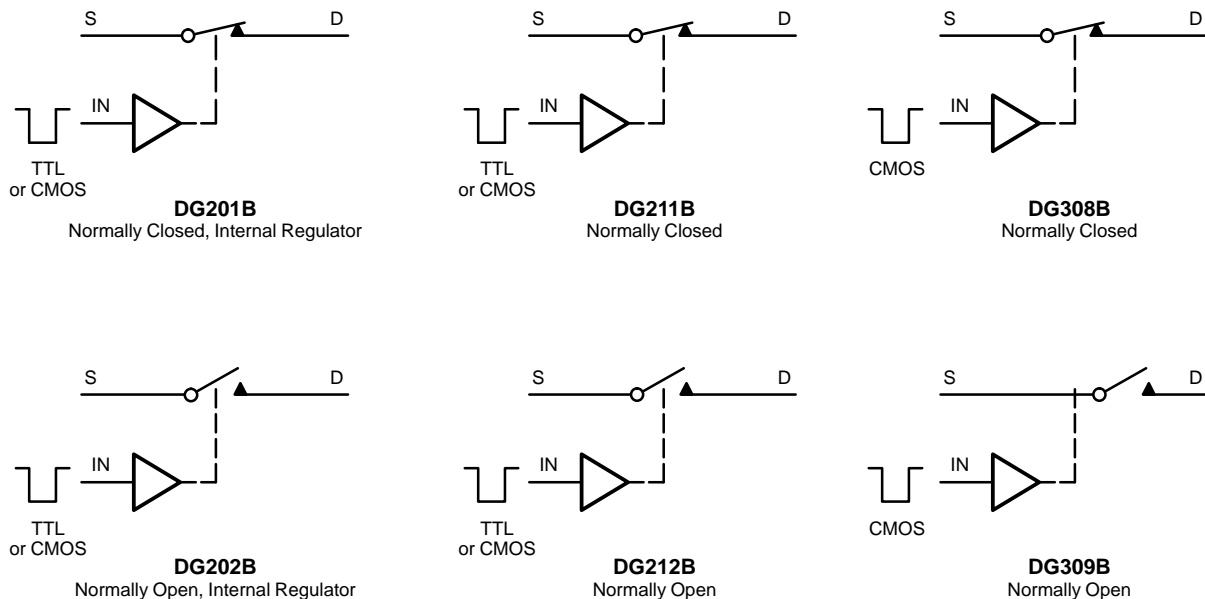 S D
IN
TTL
or CMOS
DG201B
Normally Closed, Internal Regulator
S D
IN
TTL
or CMOS
DG211B
Normally Closed
S D
IN
CMOS
DG308B
Normally Closed
S D
IN
TTL
or CMOS
DG202B
Normally Open, Internal Regulator
S D
IN
TTL
or CMOS
DG212B
Normally Open
S D
IN
CMOS
DG309B
Normally Open